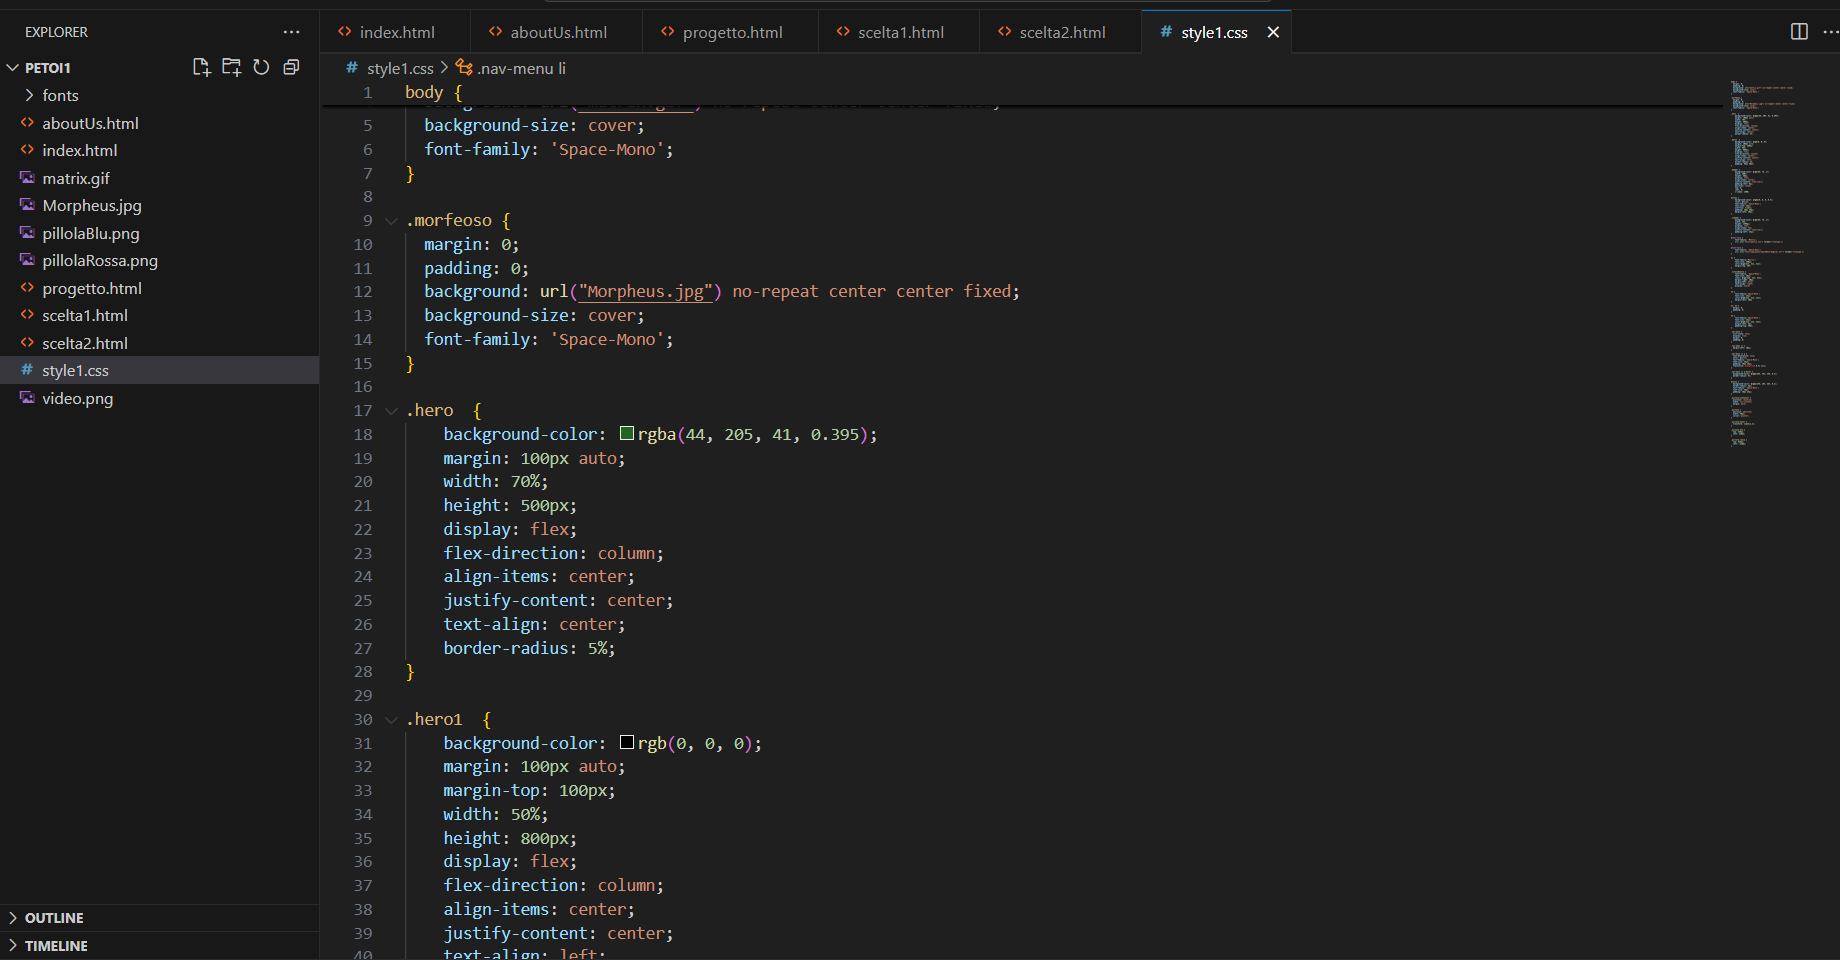 EXPLORER
PETOI1
fonts
aboutUs.html
index.html
matrix.gif
Morpheus.jpg
pillolaBlu.png
pillolaRossa.png
progetto.html
scelta1.html
scelta2.html
style1.css
video.png
OUTLINE
TIMELINE
index.html aboutUs.html progetto.html scelta1.html scelta2.html # style1.css
# style1.css > .nav-menu li
1 body {
5 background-size: cover;
6 font-family: 'Space-Mono';
7 }
8
9 .morfeoso {
10 margin: 0;
11 padding: 0;
12 background: url("Morpheus.jpg") no-repeat center center fixed;
13 background-size: cover;
14 font-family: 'Space-Mono';
15 }
16
17 .hero  {
18 background-color: rgba(44, 205, 41, 0.395);
19 margin: 100px auto;
20 width: 70%;
21 height: 500px;
22 display: flex;
23 flex-direction: column;
24 align-items: center;
25 justify-content: center;
26 text-align: center;
27 border-radius: 5%;
28 }
29
30 .hero1  {
31 background-color: rgb(0, 0, 0);
32 margin: 100px auto;
33 margin-top: 100px;
34 width: 50%;
35 height: 800px;
36 display: flex;
37 flex-direction: column;
38 align-items: center;
39 justify-content: center;
40 text-align: left;